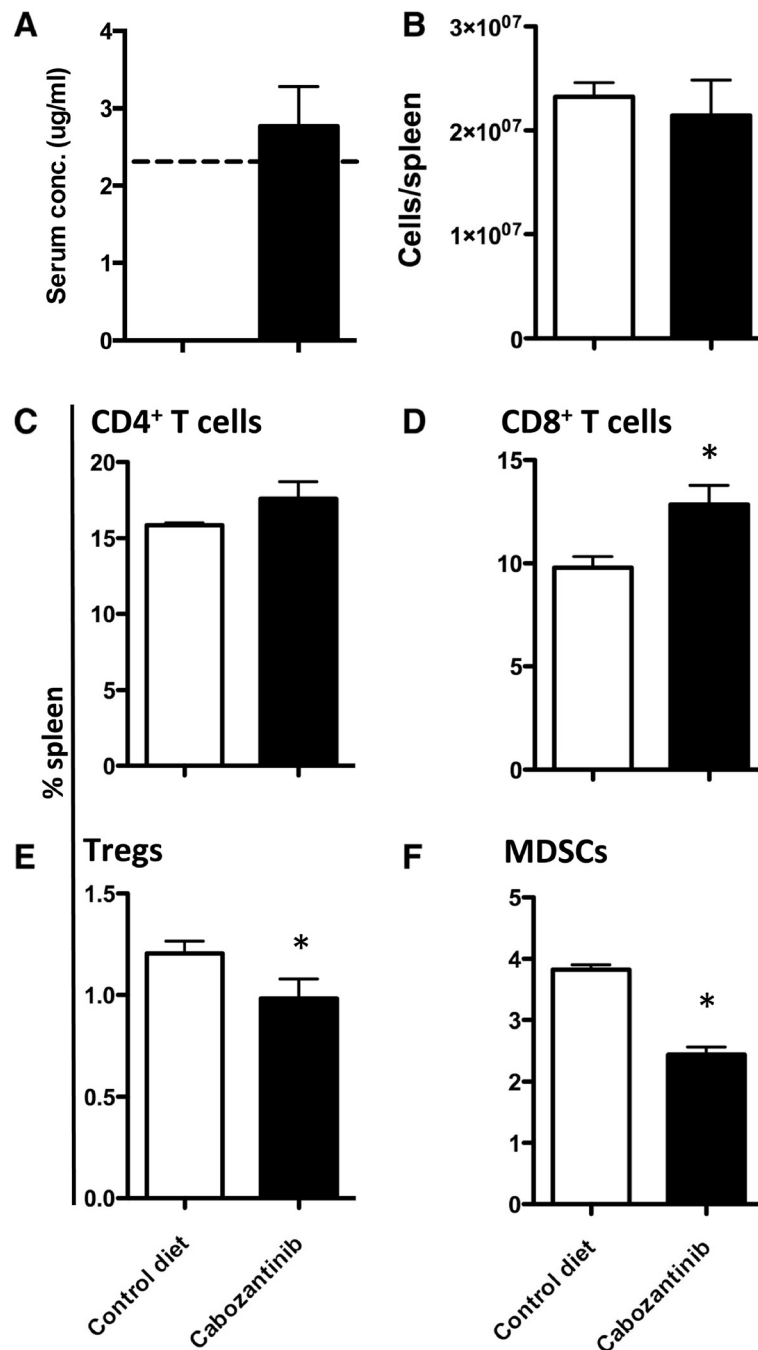 A
Serum conc. (ug/ml)
4
3
2
1
0
B
Cells/spleen
3×10⁰⁷
2×10⁰⁷
1×10⁰⁷
0
% spleen
C
CD4⁺ T cells
20
15
10
5
0
D
CD8⁺ T cells
15
10
5
0
*
E
Tregs
1.5
1.0
0.5
0.0
*
Control diet
Cabozantinib
F
MDSCs
5
4
3
2
1
0
*
Control diet
Cabozantinib